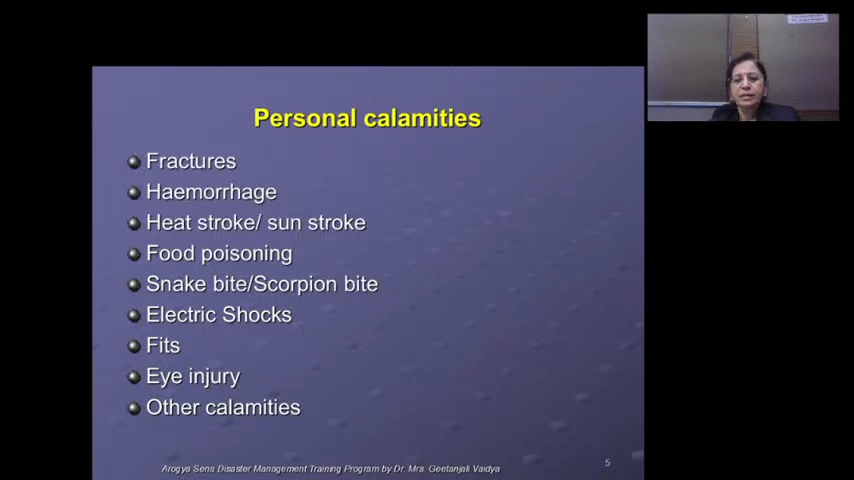 Personal calamities
Fractures
Haemorrhage
Heat stroke/ sun stroke
Food poisoning
Snake bite/Scorpion bite
Electric Shocks
Fits
Eye injury
Other calamities
Arogya Sena Disaster Management Training Program by Dr. Mrs. Geetanjali Vaidya
5